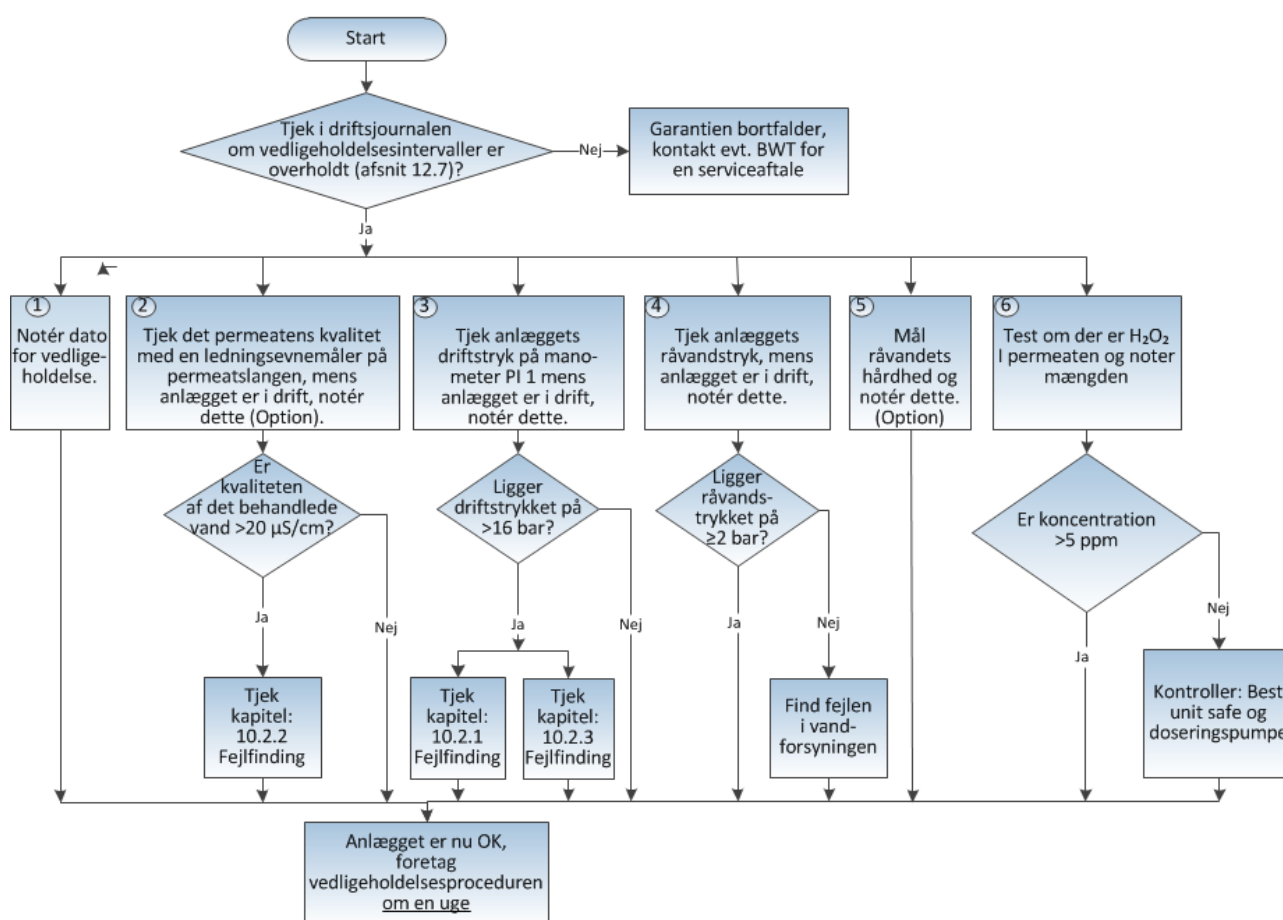 Start
Tjek i driftsjournalen
om vedligeholdelsesintervaller er
overholdt (afsnit 12.7)?
Nej
Garantien bortfalder,
kontakt evt. BWT for
en serviceaftale
Ja
1
Notér dato
for vedlige-
holdelse.
2
Tjek det permeatens kvalitet
med en ledningsevnemåler på
permeatslangen, mens
anlægget er i drift, notér
dette (Option).
3
Tjek anlæggets
driftstryk på mano-
meter PI 1 mens
anlægget er i drift,
notér dette.
4
Tjek anlæggets
råvandstryk, mens
anlægget er i drift,
notér dette.
5
Mål
råvandets
hårdhed og
notér dette.
(Option)
6
Test om der er H₂O₂
I permeaten og noter
mængden
Er
kvaliteten
af det behandlede
vand >20 µS/cm?
Ligger
driftstrykket på
>16 bar?
Ligger
råvands-
trykket på
≥2 bar?
Er koncentration
>5 ppm
Ja
Nej
Ja
Nej
Ja
Nej
Ja
Nej
Tjek
kapitel:
10.2.2
Fejlfinding
Tjek
kapitel:
10.2.1
Fejlfinding
Tjek
kapitel:
10.2.3
Fejlfinding
Find fejlen
i vand-
forsyningen
Kontroller: Best
unit safe og
doseringspumpe
Anlægget er nu OK,
foretag
vedligeholdelsesproceduren
om en uge